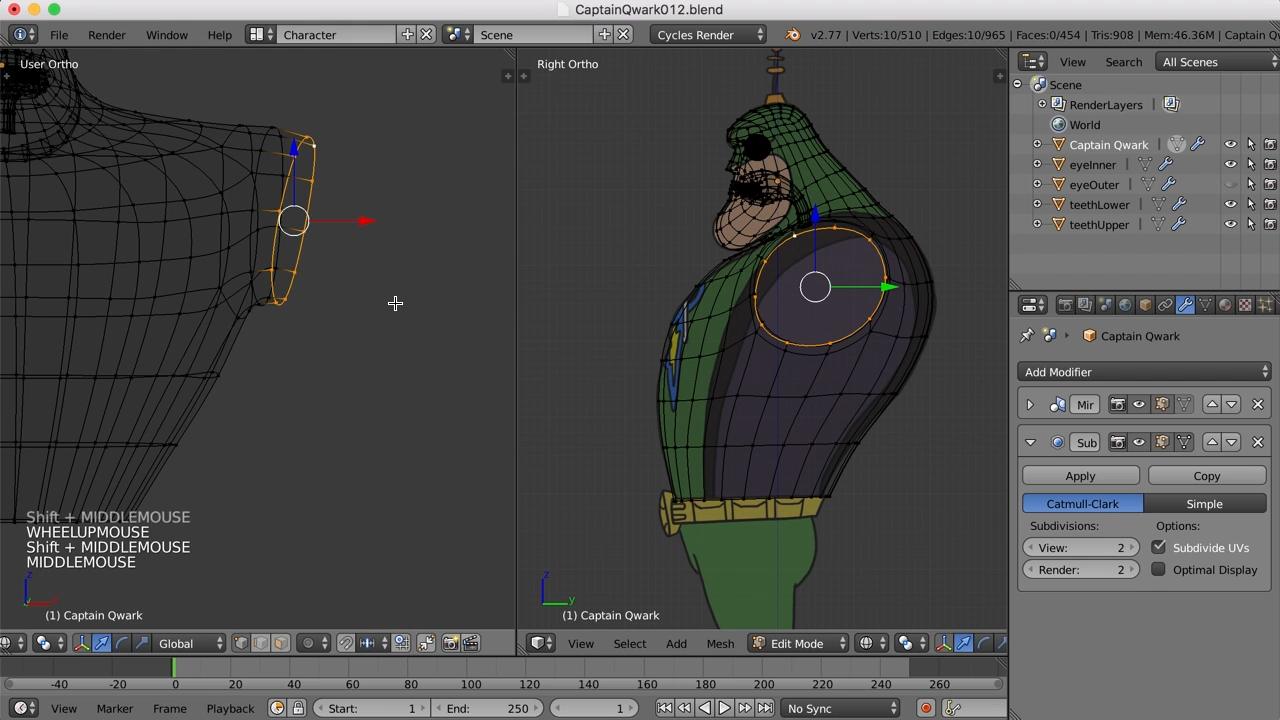 CaptainQwark012.blend
File Render Window Help Character Scene Cycles Render v2.77 | Verts:10/510 | Edges:10/965 | Faces:0/454 | Tris:908 | Mem:46.36M | Captain Q
User Ortho
Right Ortho
View Search All Scenes
Scene
RenderLayers
World
Captain Qwark
eyeInner
eyeOuter
teethLower
teethUpper
Captain Qwark
Add Modifier
Mir
Sub
Apply Copy
Catmull-Clark Simple
Subdivisions: Options:
View: 2 Subdivide UVs
Render: 2 Optimal Display
Shift + MIDDLEMOUSE
WHEELUPMOUSE
Shift + MIDDLEMOUSE
MIDDLEMOUSE
z
x
(1) Captain Qwark
z
y
(1) Captain Qwark
Global
View Select Add Mesh Edit Mode
-40 -20 0 20 40 60 80 100 120 140 160 180 200 220 240 260
View Marker Frame Playback Start: 1 End: 250 1 No Sync